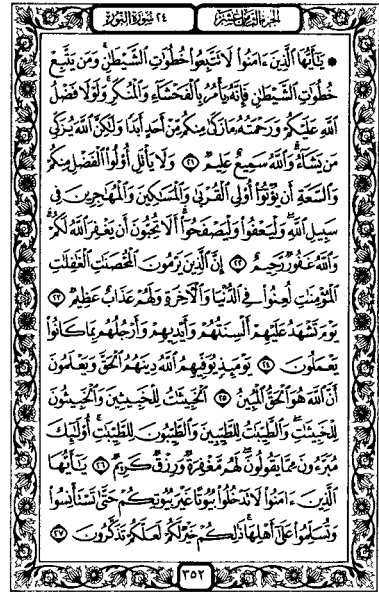 الجزء الثامن عشر ٢٤ سورة النور
۞ يَٰٓأَيُّهَا ٱلَّذِينَ ءَامَنُوا۟ لَا تَتَّبِعُوا۟ خُطُوَٰتِ ٱلشَّيْطَٰنِ ۚ وَمَن يَتَّبِعْ
خُطُوَٰتِ ٱلشَّيْطَٰنِ فَإِنَّهُۥ يَأْمُرُ بِٱلْفَحْشَآءِ وَٱلْمُنكَرِ ۚ وَلَوْلَا فَضْلُ
ٱللَّهِ عَلَيْكُمْ وَرَحْمَتُهُۥ مَا زَكَىٰ مِنكُم مِّنْ أَحَدٍ أَبَدًا وَلَٰكِنَّ ٱللَّهَ يُزَكِّى
مَن يَشَآءُ ۗ وَٱللَّهُ سَمِيعٌ عَلِيمٌ ٢١ وَلَا يَأْتَلِ أُو۟لُوا۟ ٱلْفَضْلِ مِنكُمْ
وَٱلسَّعَةِ أَن يُؤْتُوٓا۟ أُو۟لِى ٱلْقُرْبَىٰ وَٱلْمَسَٰكِينَ وَٱلْمُهَٰجِرِينَ فِى
سَبِيلِ ٱللَّهِ ۖ وَلْيَعْفُوا۟ وَلْيَصْفَحُوٓا۟ ۗ أَلَا تُحِبُّونَ أَن يَغْفِرَ ٱللَّهُ لَكُمْ ۗ
وَٱللَّهُ غَفُورٌ رَّحِيمٌ ٢٢ إِنَّ ٱلَّذِينَ يَرْمُونَ ٱلْمُحْصَنَٰتِ ٱلْغَٰفِلَٰتِ
ٱلْمُؤْمِنَٰتِ لُعِنُوا۟ فِى ٱلدُّنْيَا وَٱلْءَاخِرَةِ وَلَهُمْ عَذَابٌ عَظِيمٌ ٢٣
يَوْمَ تَشْهَدُ عَلَيْهِمْ أَلْسِنَتُهُمْ وَأَيْدِيهِمْ وَأَرْجُلُهُم بِمَا كَانُوا۟
يَعْمَلُونَ ٢٤ يَوْمَئِذٍ يُوَفِّيهِمُ ٱللَّهُ دِينَهُمُ ٱلْحَقَّ وَيَعْلَمُونَ
أَنَّ ٱللَّهَ هُوَ ٱلْحَقُّ ٱلْمُبِينُ ٢٥ ٱلْخَبِيثَٰتُ لِلْخَبِيثِينَ وَٱلْخَبِيثُونَ
لِلْخَبِيثَٰتِ ۖ وَٱلطَّيِّبَٰتُ لِلطَّيِّبِينَ وَٱلطَّيِّبُونَ لِلطَّيِّبَٰتِ ۚ أُو۟لَٰٓئِكَ
مُبَرَّءُونَ مِمَّا يَقُولُونَ ۖ لَهُم مَّغْفِرَةٌ وَرِزْقٌ كَرِيمٌ ٢٦ يَٰٓأَيُّهَا
ٱلَّذِينَ ءَامَنُوا۟ لَا تَدْخُلُوا۟ بُيُوتًا غَيْرَ بُيُوتِكُمْ حَتَّىٰ تَسْتَأْنِسُوا۟
وَتُسَلِّمُوا۟ عَلَىٰٓ أَهْلِهَا ۚ ذَٰلِكُمْ خَيْرٌ لَّكُمْ لَعَلَّكُمْ تَذَكَّرُونَ ٢٧
٣٥٢